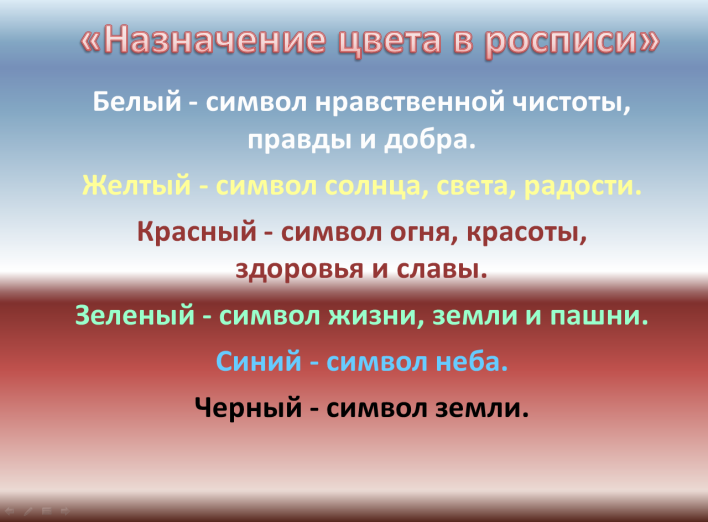 «Назначение цвета в росписи»
Белый - символ нравственной чистоты,
правды и добра.
Желтый - символ солнца, света, радости.
Красный - символ огня, красоты,
здоровья и славы.
Зеленый - символ жизни, земли и пашни.
Синий - символ неба.
Черный - символ земли.